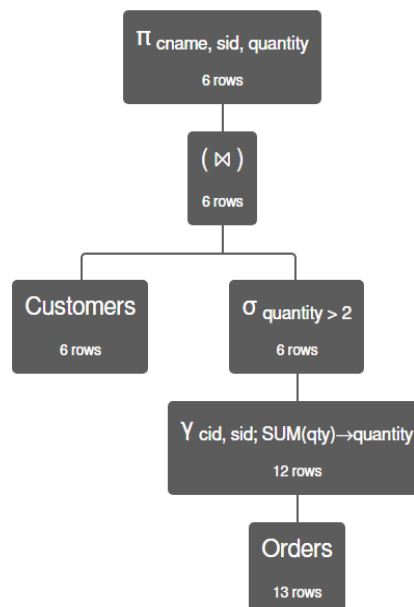 π cname, sid, quantity
6 rows
( ⋈ )
6 rows
Customers
6 rows
σ quantity > 2
6 rows
γ cid, sid; SUM(qty)→quantity
12 rows
Orders
13 rows